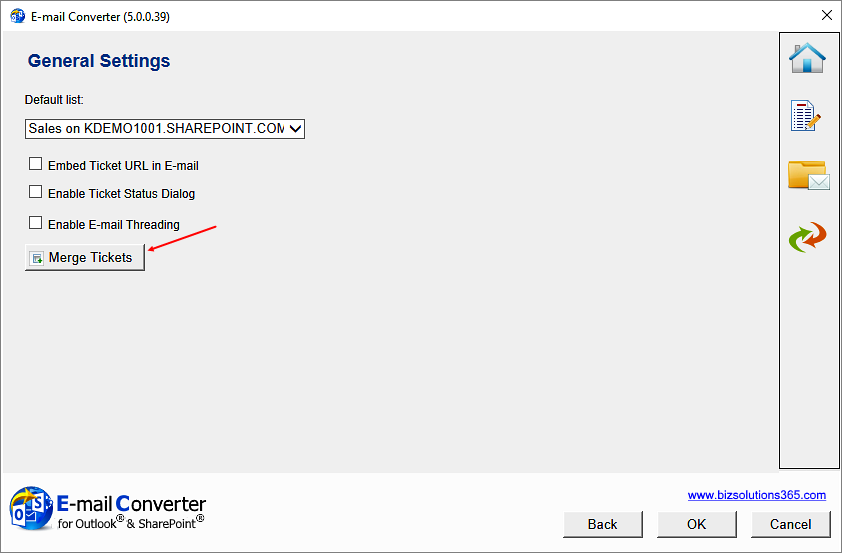 E-mail Converter (5.0.0.39)
General Settings
Default list:
Sales on KDEMO1001.SHAREPOINT.COM
Embed Ticket URL in E-mail
Enable Ticket Status Dialog
Enable E-mail Threading
Merge Tickets
www.bizsolutions365.com
E-mail Converter
for Outlook® & SharePoint®
Back
OK
Cancel